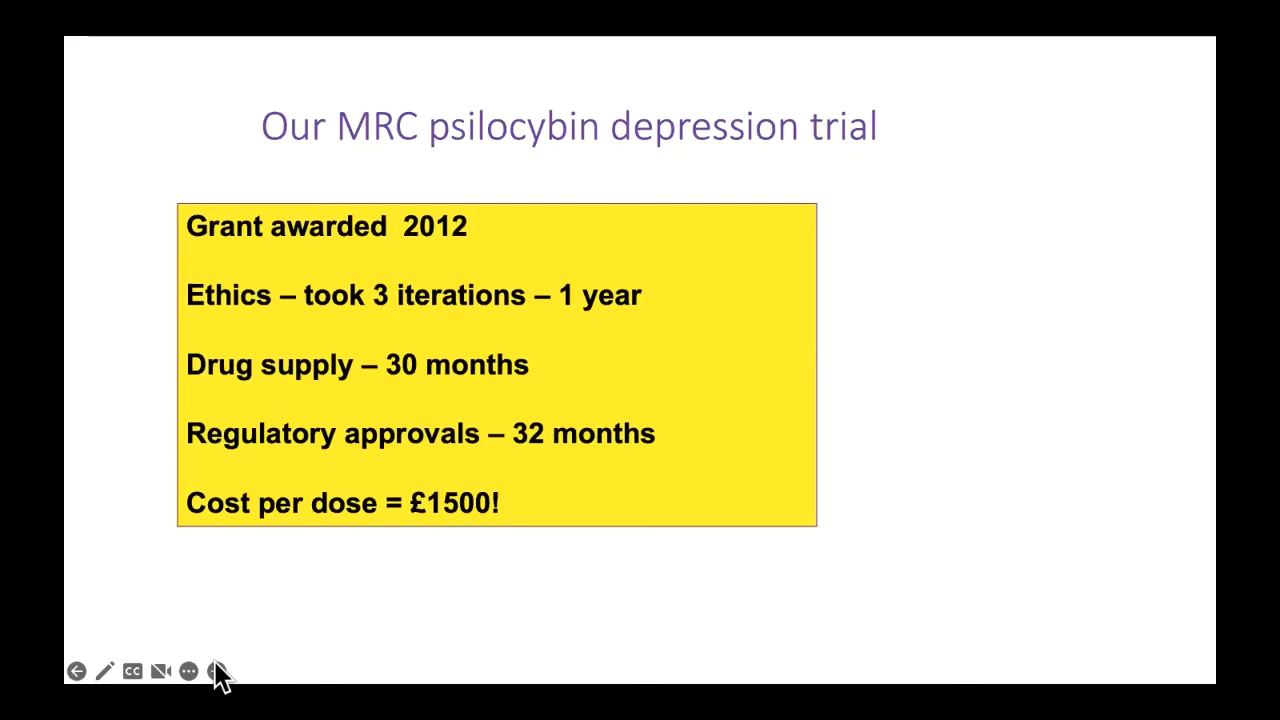 Our MRC psilocybin depression trial
Grant awarded  2012
Ethics – took 3 iterations – 1 year
Drug supply – 30 months
Regulatory approvals – 32 months
Cost per dose = £1500!
CC